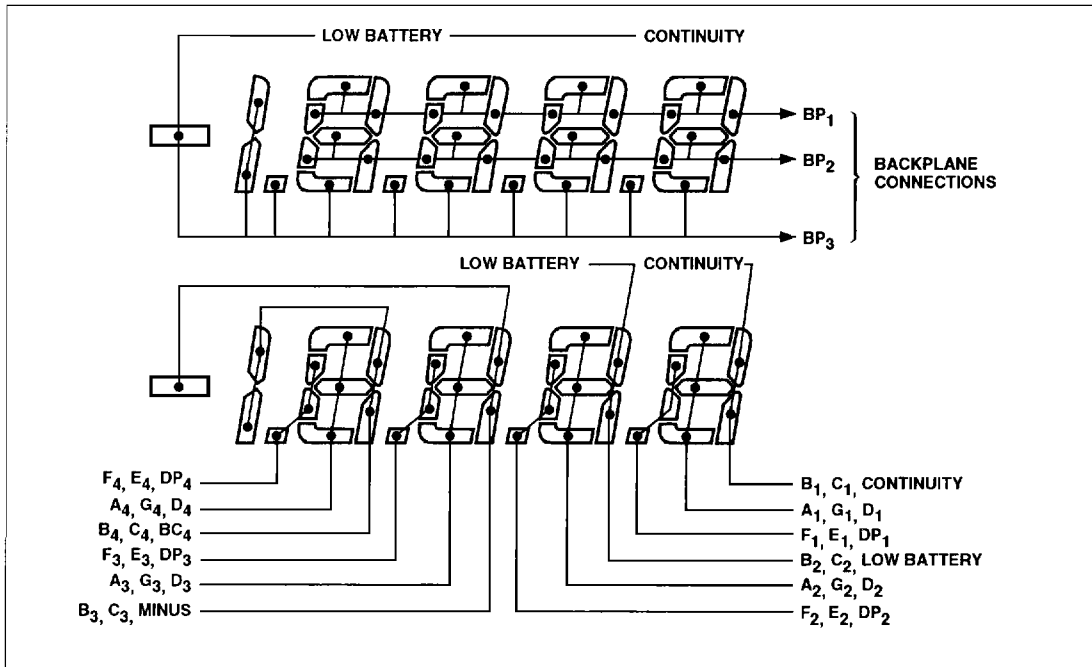 LOW BATTERY CONTINUITY
BP1
BP2
BACKPLANE
CONNECTIONS
BP3
LOW BATTERY CONTINUITY
F4, E4, DP4
A4, G4, D4
B4, C4, BC4
F3, E3, DP3
A3, G3, D3
B3, C3, MINUS
B1, C1, CONTINUITY
A1, G1, D1
F1, E1, DP1
B2, C2, LOW BATTERY
A2, G2, D2
F2, E2, DP2